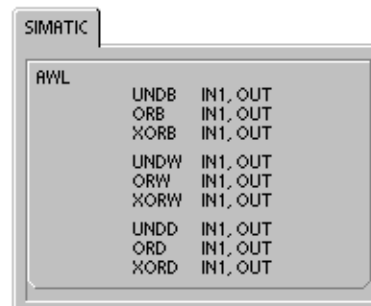 SIMATIC
AWL
UNDB IN1, OUT
ORB IN1, OUT
XORB IN1, OUT
UNDW IN1, OUT
ORW IN1, OUT
XORW IN1, OUT
UNDD IN1, OUT
ORD IN1, OUT
XORD IN1, OUT